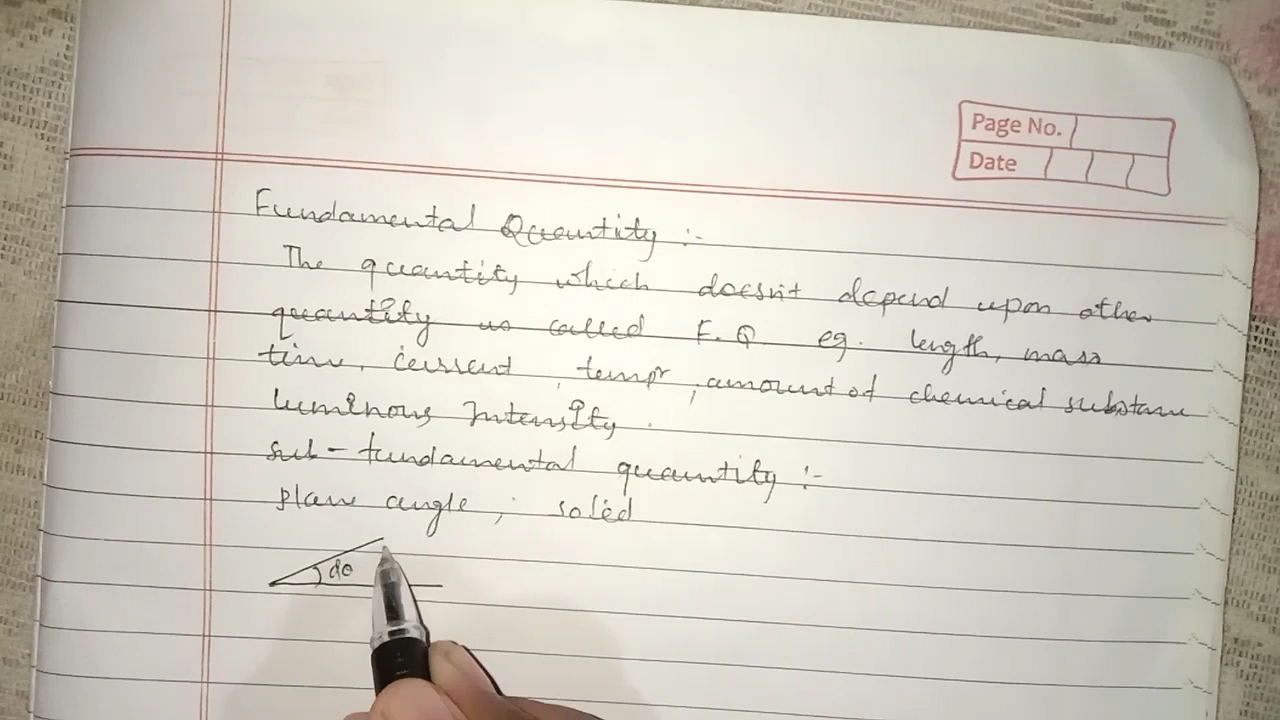 Page No.
Date
Fundamental Quantity :-
The quantity which doesn't depend upon other
quantity is called F.Q eg. length, mass
time, current, tempr, amount of chemical substance
luminous Intensity.
sub-fundamental quantity :-
plane angle, solid
dθ